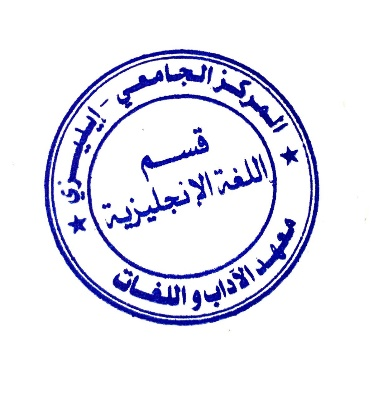 المركز الجامعي - إيليزي
قسم
اللغة الإنجليزية
معهد الآداب و اللغات